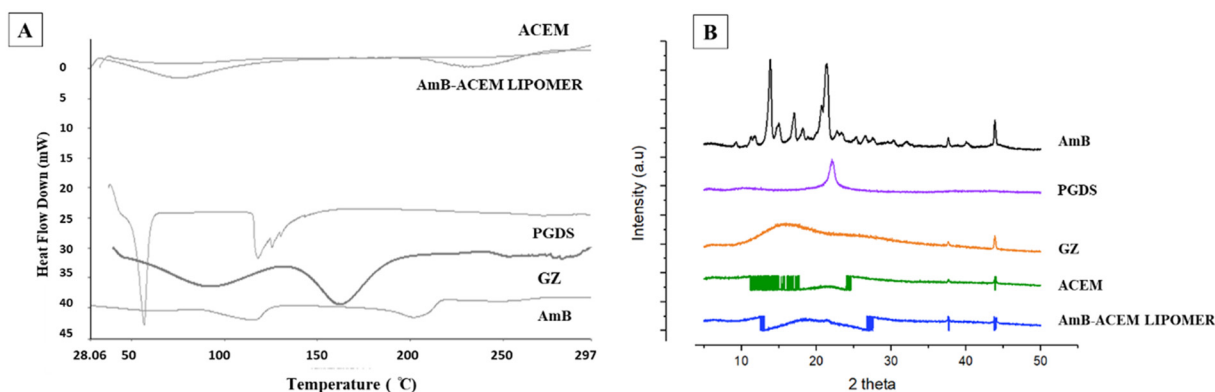 A
ACEM
AmB-ACEM LIPOMER
PGDS
GZ
AmB
Heat Flow Down (mW)
0
5
10
15
20
25
30
35
40
45
28.06 50 100 150 200 250 297
Temperature ( ℃)
B
AmB
PGDS
GZ
ACEM
AmB-ACEM LIPOMER
Intensity (a.u)
10 20 30 40 50
2 theta